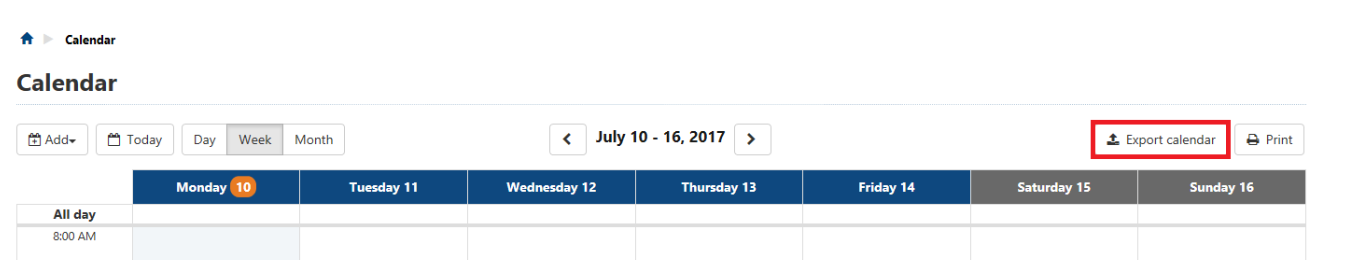 Calendar
Calendar
Add Today Day Week Month July 10 - 16, 2017 Export calendar Print
Monday 10 Tuesday 11 Wednesday 12 Thursday 13 Friday 14 Saturday 15 Sunday 16
All day
8:00 AM